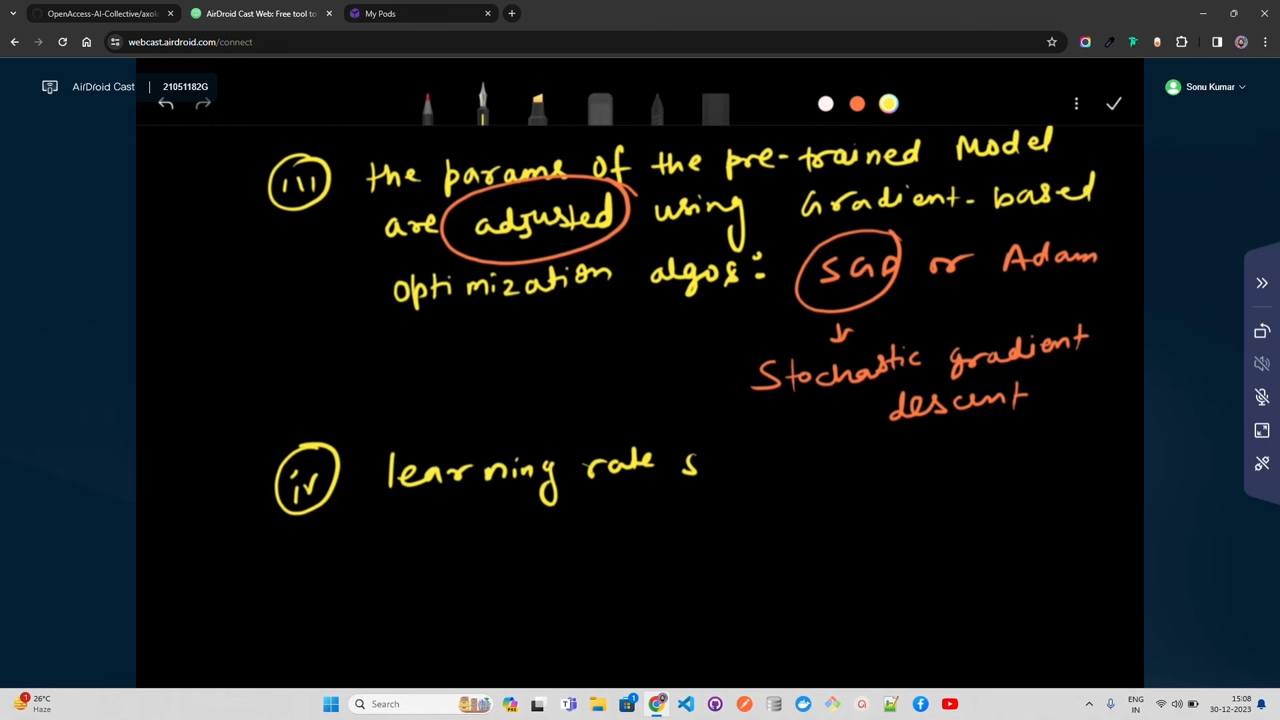 OpenAccess-AI-Collective/axolo
AirDroid Cast Web: Free tool to
My Pods
webcast.airdroid.com/connect
AirDroid Cast
21051182G
Sonu Kumar
iii the params of the pre-trained Model
are adjusted using Gradient-based
optimization algos: SGD or Adam
Stochastic gradient
descent
iv learning rate s
1
26°C
Haze
Search
ENG
IN
15:08
30-12-2023